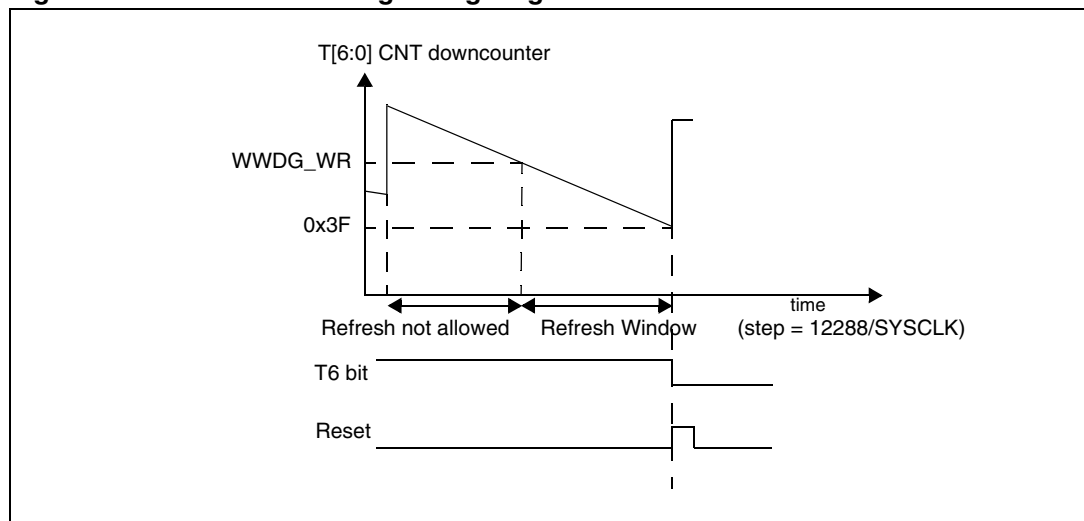 T[6:0] CNT downcounter
WWDG_WR
0x3F
time
Refresh not allowed Refresh Window (step = 12288/SYSCLK)
T6 bit
Reset